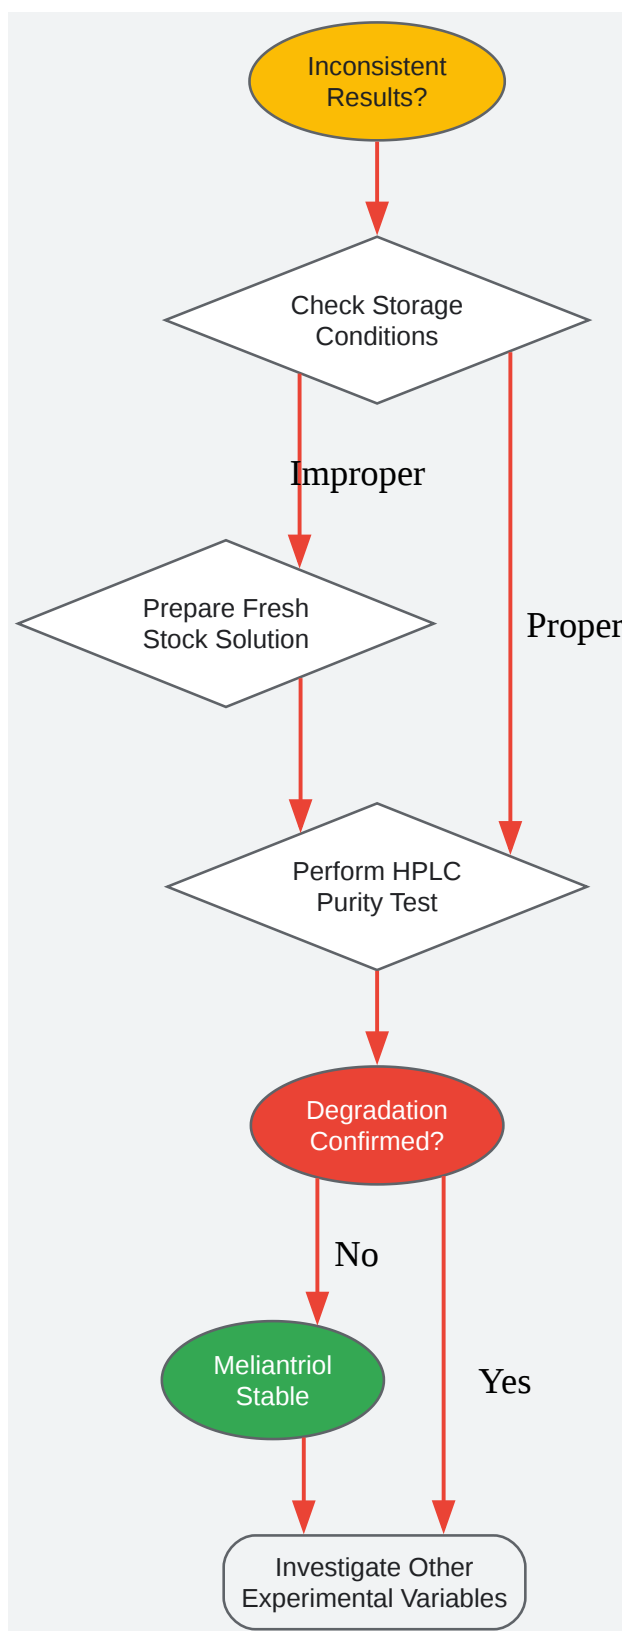 Inconsistent
Results?
Check Storage
Conditions
Improper
Prepare Fresh
Stock Solution
Proper
Perform HPLC
Purity Test
Degradation
Confirmed?
No
Meliantriol
Stable
Yes
Investigate Other
Experimental Variables